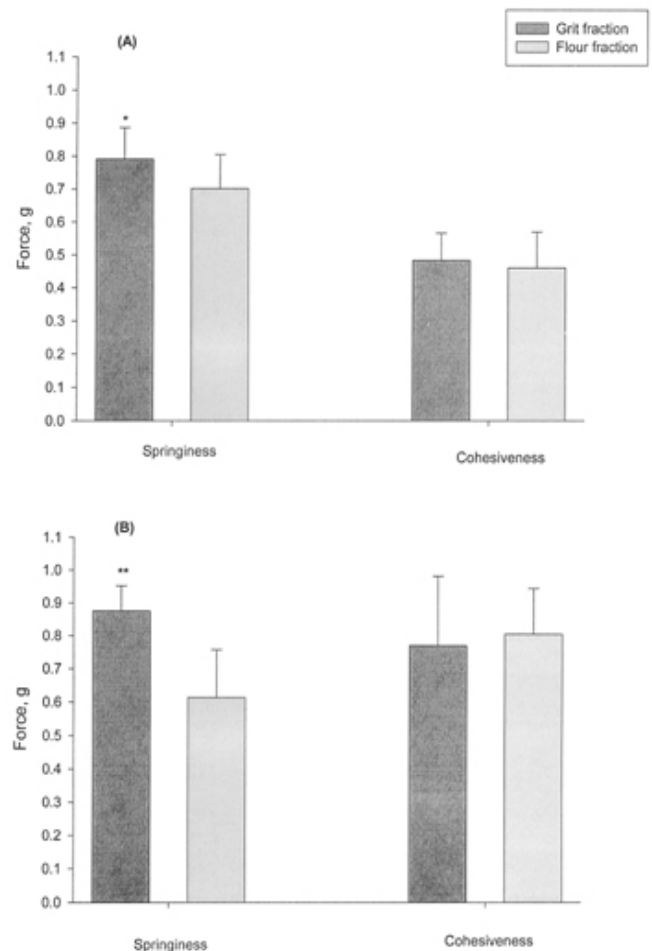 Grit fraction
Flour fraction
(A)
1.1
1.0
0.9
0.8
0.7
0.6
0.5
0.4
0.3
0.2
0.1
0.0
Force, g
*
Springiness
Cohesiveness
(B)
1.1
1.0
0.9
0.8
0.7
0.6
0.5
0.4
0.3
0.2
0.1
0.0
Force, g
**
Springiness
Cohesiveness